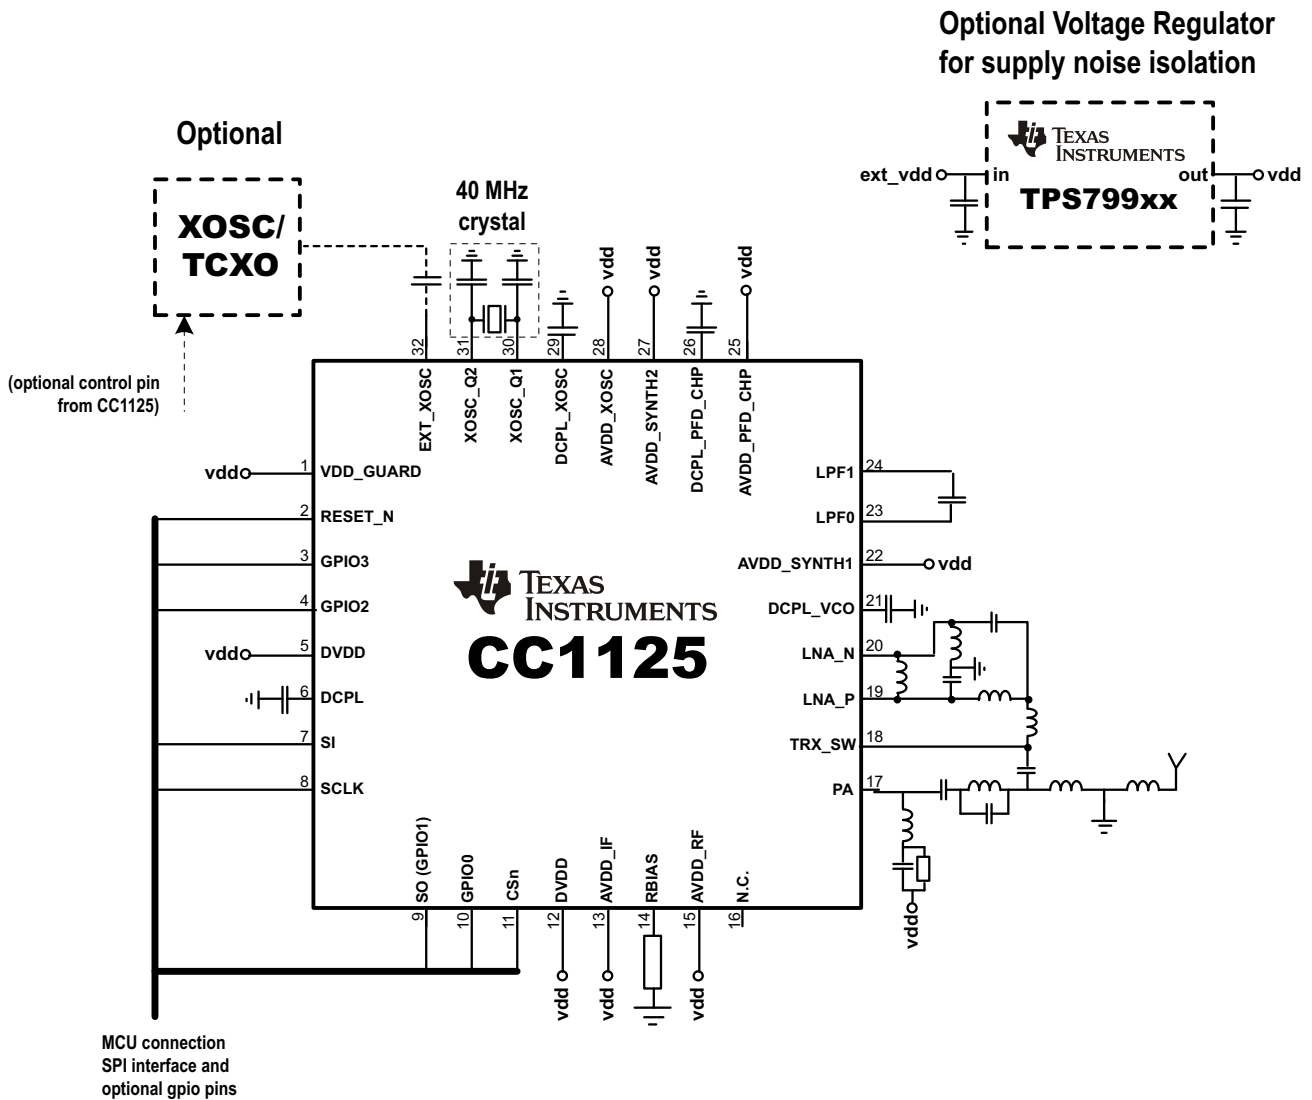 Optional Voltage Regulator
for supply noise isolation
TEXAS
INSTRUMENTS
ext_vdd
in
out
vdd
TPS799xx
Optional
XOSC/
TCXO
40 MHz
crystal
vdd
vdd
vdd
(optional control pin
from CC1125)
32
31
30
29
28
27
26
25
EXT_XOSC
XOSC_Q2
XOSC_Q1
DCPL_XOSC
AVDD_XOSC
AVDD_SYNTH2
DCPL_PFD_CHP
AVDD_PFD_CHP
vdd
1
VDD_GUARD
2
RESET_N
3
GPIO3
4
GPIO2
vdd
5
DVDD
6
DCPL
7
SI
8
SCLK
TEXAS
INSTRUMENTS
CC1125
LPF1
24
LPF0
23
AVDD_SYNTH1
22
vdd
DCPL_VCO
21
LNA_N
20
LNA_P
19
TRX_SW
18
PA
17
vdd
SO (GPIO1)
GPIO0
CSn
DVDD
AVDD_IF
RBIAS
AVDD_RF
N.C.
9
10
11
12
13
14
15
16
vdd
vdd
vdd
MCU connection
SPI interface and
optional gpio pins